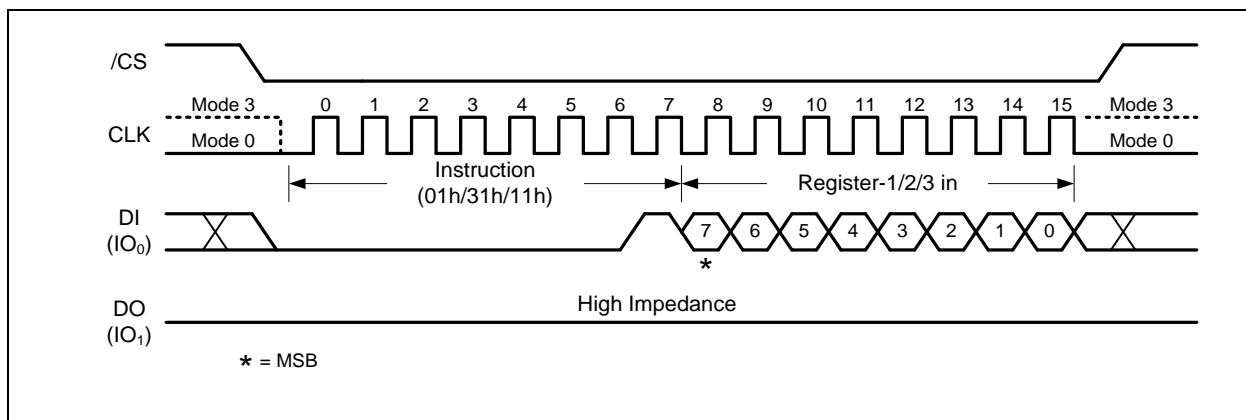 /CS
Mode 3 0 1 2 3 4 5 6 7 8 9 10 11 12 13 14 15 Mode 3
CLK Mode 0 Mode 0
Instruction
(01h/31h/11h)
Register-1/2/3 in
DI
(IO₀)
7 6 5 4 3 2 1 0
*
High Impedance
DO
(IO₁)
* = MSB